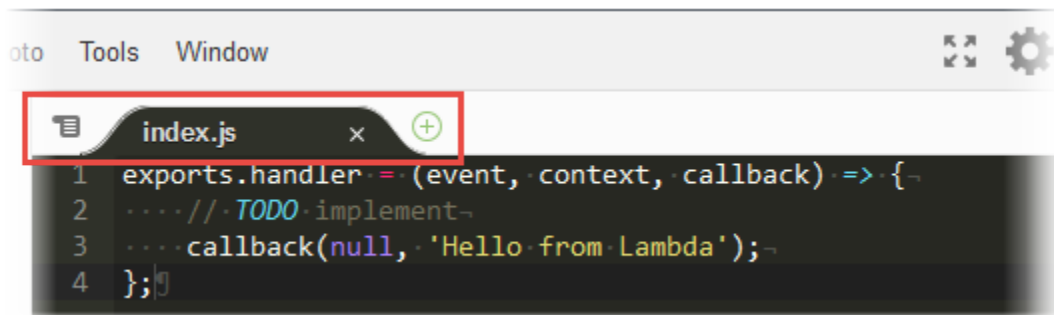 oto Tools Window
index.js ×
1 exports.handler = (event, context, callback) => {
2 // TODO implement
3 callback(null, 'Hello from Lambda');
4 };